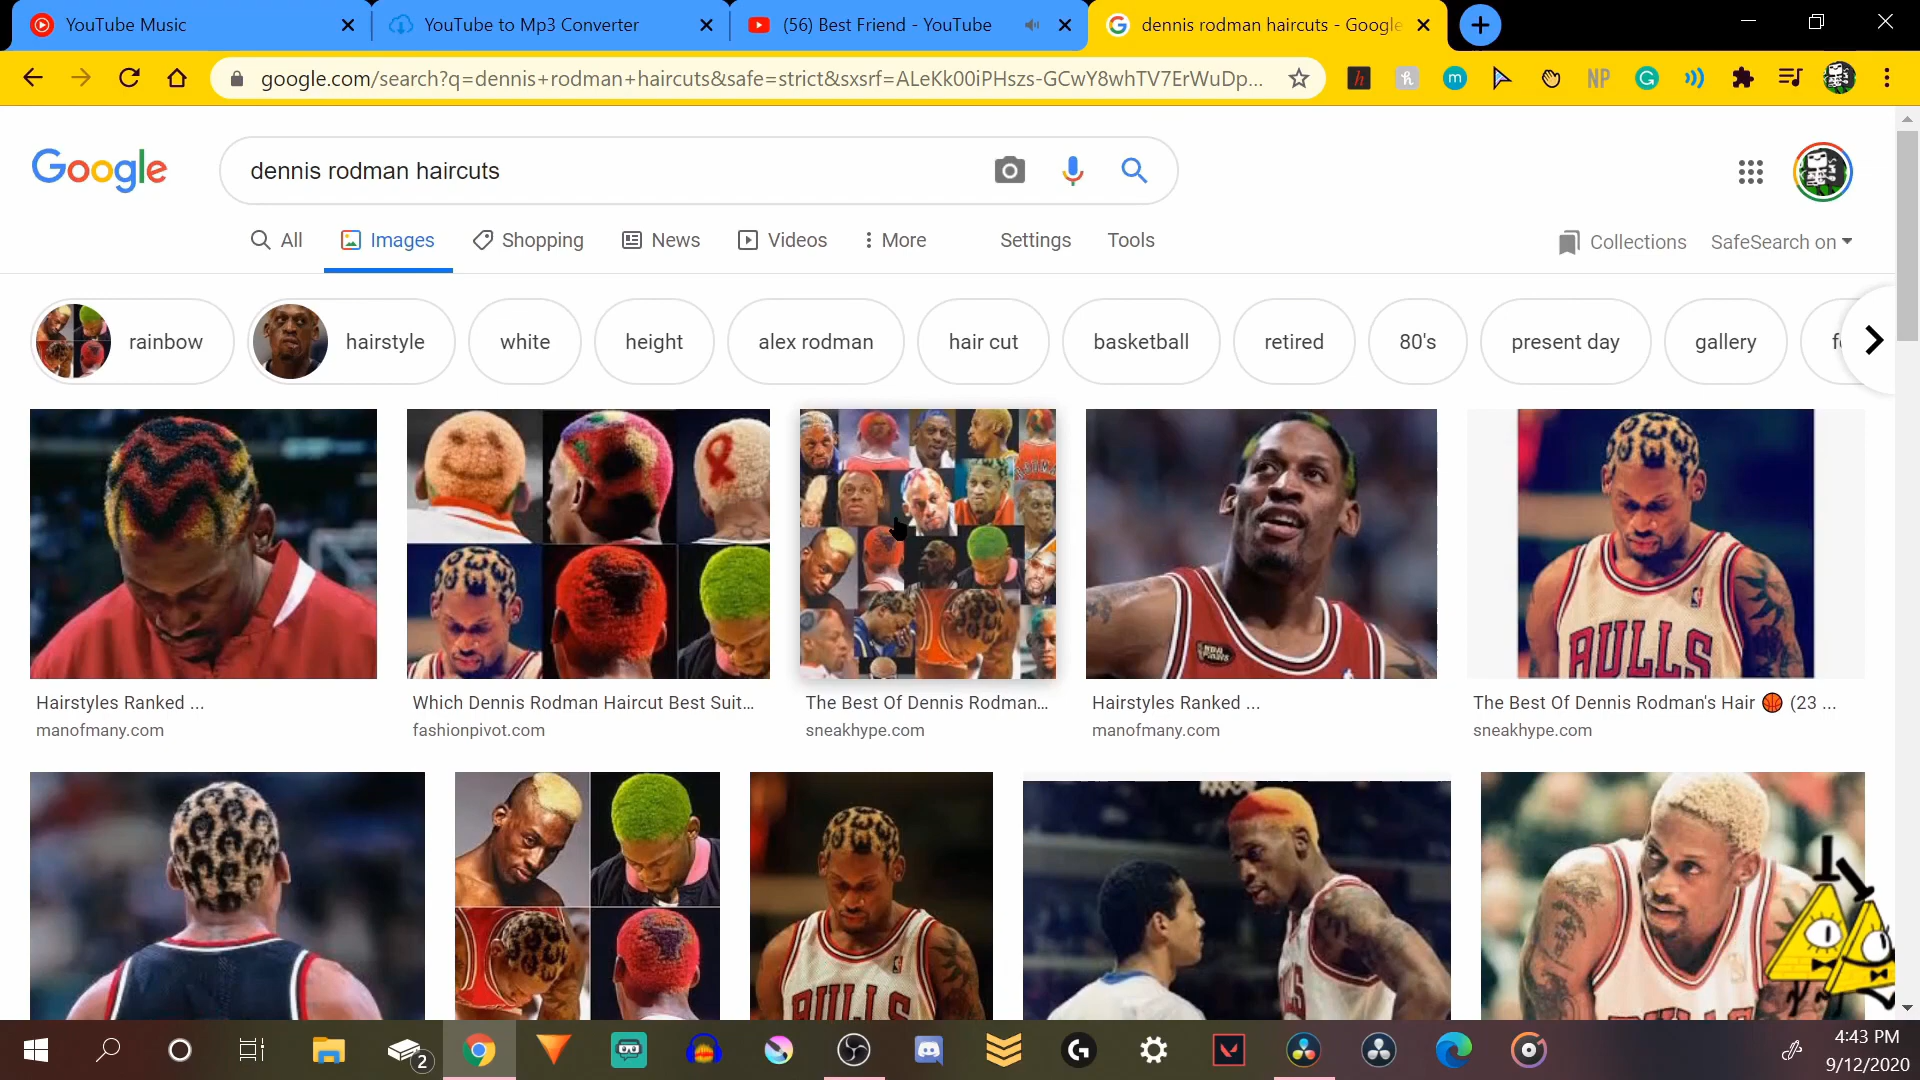 YouTube Music
YouTube to Mp3 Converter
(56) Best Friend - YouTube
dennis rodman haircuts - Google
google.com/search?q=dennis+rodman+haircuts&safe=strict&sxsrf=ALeKk00iPHszs-GCwY8whTV7ErWuDp...
Google
dennis rodman haircuts
All
Images
Shopping
News
Videos
More
Settings
Tools
Collections
SafeSearch on
rainbow
hairstyle
white
height
alex rodman
hair cut
basketball
retired
80's
present day
gallery
BULLS
Hairstyles Ranked ...
manofmany.com
Which Dennis Rodman Haircut Best Suit...
fashionpivot.com
The Best Of Dennis Rodman...
sneakhype.com
Hairstyles Ranked ...
manofmany.com
The Best Of Dennis Rodman's Hair 🏀 (23 ...
sneakhype.com
BULLS
2
4:43 PM
9/12/2020